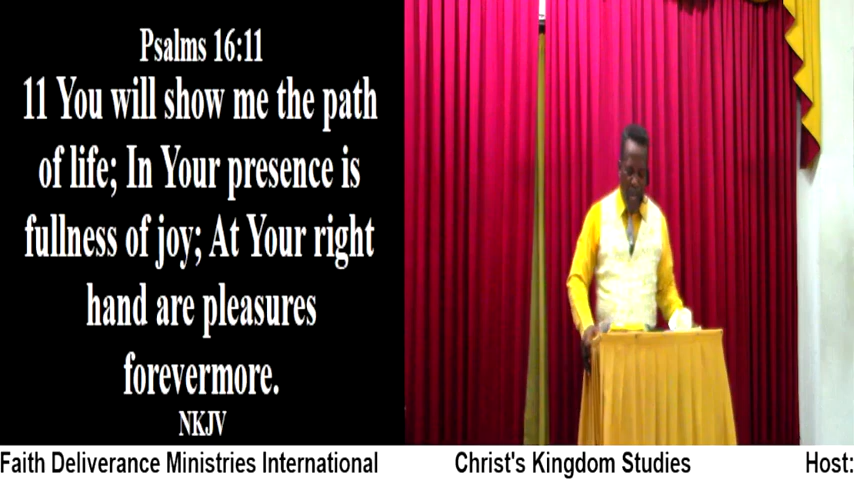 Psalms 16:11
11 You will show me the path
of life; In Your presence is
fullness of joy; At Your right
hand are pleasures
forevermore.
NKJV
Faith Deliverance Ministries International Christ's Kingdom Studies Host: